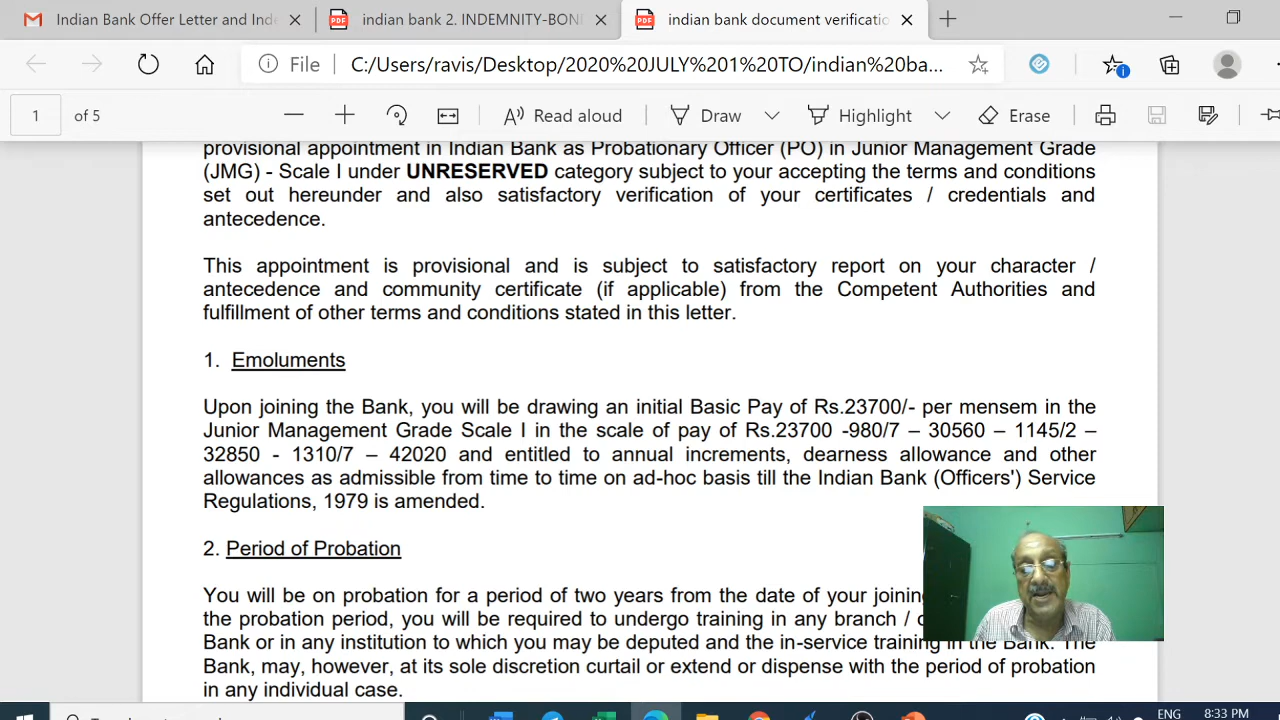 Indian Bank Offer Letter and Inde
indian bank 2. INDEMNITY-BON
indian bank document verificatio
File
C:/Users/ravis/Desktop/2020%20JULY%201%20TO/indian%20ba...
1 of 5
Read aloud
Draw
Highlight
Erase
provisional appointment in Indian Bank as Probationary Officer (PO) in Junior Management Grade
(JMG) - Scale I under UNRESERVED category subject to your accepting the terms and conditions
set out hereunder and also satisfactory verification of your certificates / credentials and
antecedence.
This appointment is provisional and is subject to satisfactory report on your character /
antecedence and community certificate (if applicable) from the Competent Authorities and
fulfillment of other terms and conditions stated in this letter.
1. Emoluments
Upon joining the Bank, you will be drawing an initial Basic Pay of Rs.23700/- per mensem in the
Junior Management Grade Scale I in the scale of pay of Rs.23700 -980/7 – 30560 – 1145/2 –
32850 - 1310/7 – 42020 and entitled to annual increments, dearness allowance and other
allowances as admissible from time to time on ad-hoc basis till the Indian Bank (Officers') Service
Regulations, 1979 is amended.
2. Period of Probation
You will be on probation for a period of two years from the date of your joining
the probation period, you will be required to undergo training in any branch /
Bank or in any institution to which you may be deputed and the in-service training in the Bank. The
Bank, may, however, at its sole discretion curtail or extend or dispense with the period of probation
in any individual case.
ENG
8:33 PM